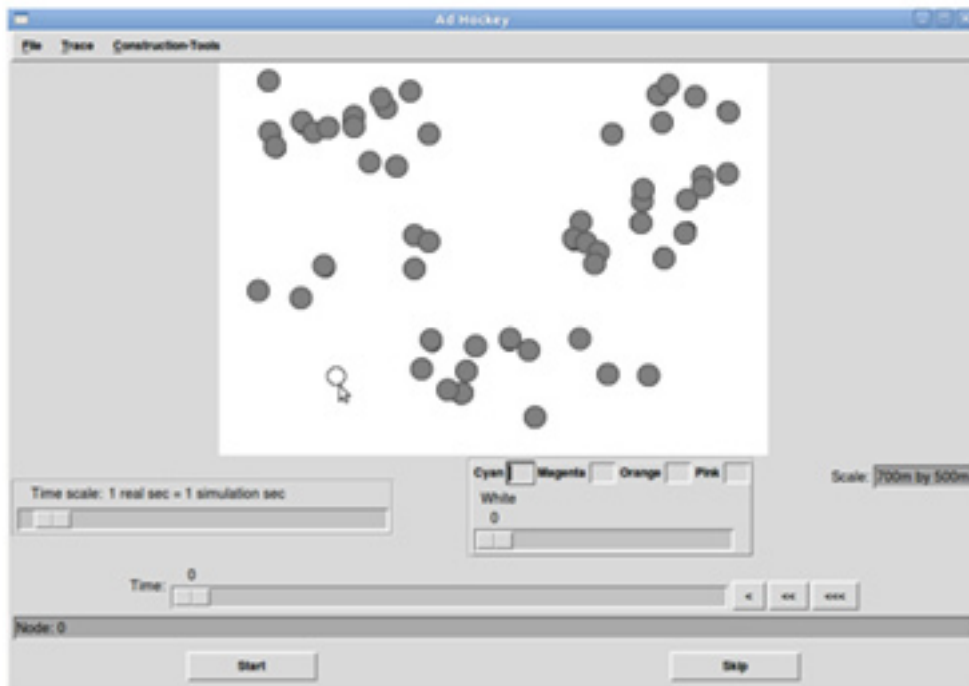 Ad Hockey
File Trace Construction-Tools
Cyan Magenta Orange Pink
Scale: 700m by 500m
Time scale: 1 real sec = 1 simulation sec
White
0
0
Time: < << <<<
Node: 0
Start Skip